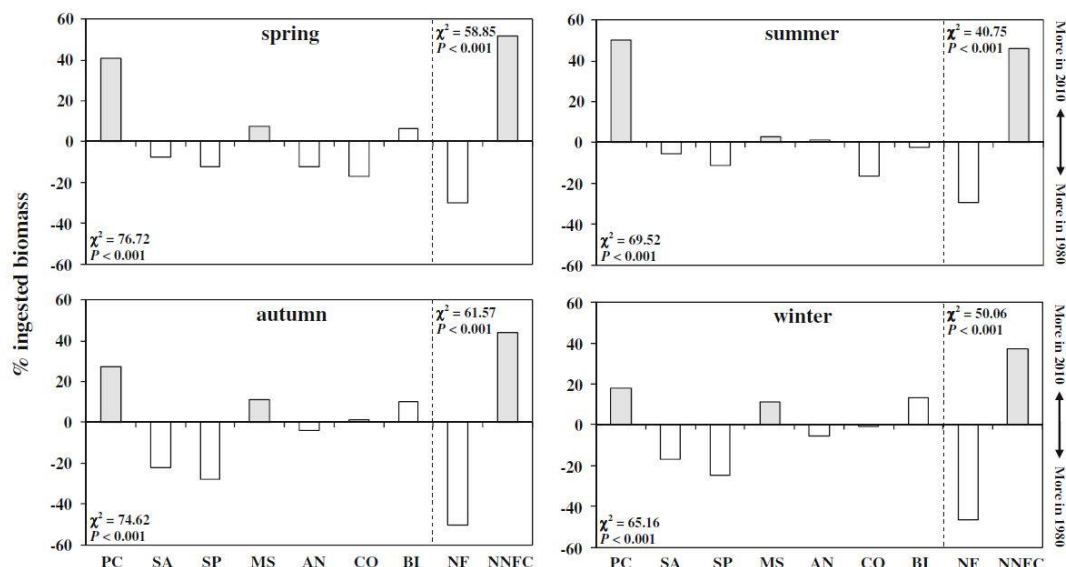 % ingested biomass
60
40
20
0
-20
-40
-60
spring
χ² = 58.85
P < 0.001
χ² = 76.72
P < 0.001
60
40
20
0
-20
-40
-60
summer
χ² = 40.75
P < 0.001
χ² = 69.52
P < 0.001
More in 2010
More in 1980
60
40
20
0
-20
-40
-60
autumn
χ² = 61.57
P < 0.001
χ² = 74.62
P < 0.001
PC SA SP MS AN CO BI NF NNFC
60
40
20
0
-20
-40
-60
winter
χ² = 50.06
P < 0.001
χ² = 65.16
P < 0.001
PC SA SP MS AN CO BI NF NNFC
More in 2010
More in 1980